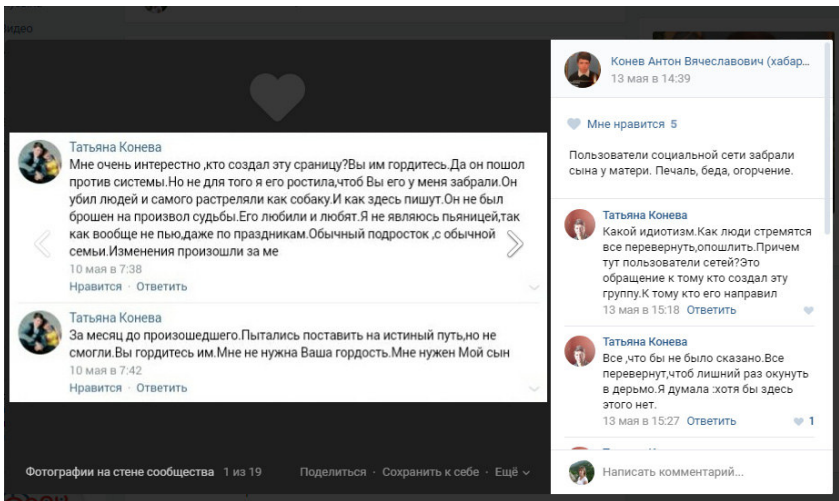 Татьяна Конева
Мне очень интрестно ,кто создал эту сраницу?Вы им гордитесь.Да он пошол
против системы.Но не для того я его ростила,чтоб Вы его у меня забрали.Он
убил людей и самого растреляли как собаку.И как здесь пишут.Он не был
брошен на произвол судьбы.Его любили и любят.Я не являюсь пьяницей,так
как вообще не пью,даже по праздникам.Обычный подросток ,с обычной
семьи.Изменения произошли за ме
10 мая в 7:38
Нравится · Ответить
Татьяна Конева
За месяц до произошедшего.Пытались поставить на истиный путь,но не
смогли.Вы гордитесь им.Мне не нужна Ваша гордость.Мне нужен Мой сын
10 мая в 7:42
Нравится · Ответить
Фотографии на стене сообщества 1 из 19 Поделиться · Сохранить к себе · Ещё
Конев Антон Вячеславович (хабар...
13 мая в 14:39
Мне нравится 5
Пользователи социальной сети забрали
сына у матери. Печаль, беда, огорчение.
Татьяна Конева
Какой идиотизм.Как люди стремятся
все перевернуть,опошлить.Причем
тут пользователи сетей?Это
обращение к тому кто создал эту
группу.К тому кто его направил
13 мая в 15:18 Ответить
Татьяна Конева
Все ,что бы не было сказано.Все
перевернут,чтоб лишний раз окунуть
в дерьмо.Я думала :хотя бы здесь
этого нет.
13 мая в 15:27 Ответить 1
Написать комментарий...